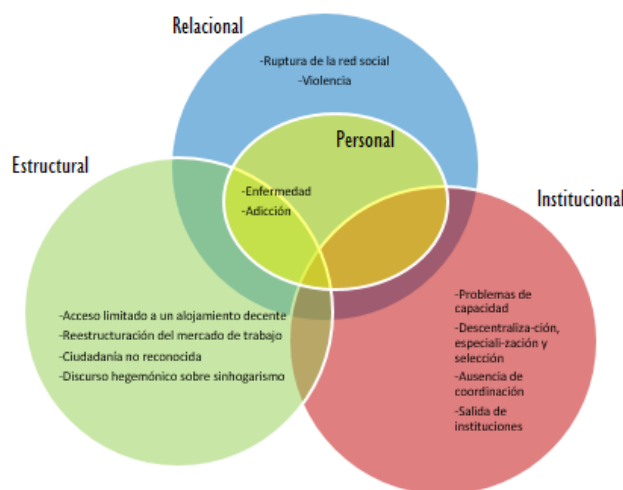 Relacional
-Ruptura de la red social
-Violencia
Personal
Estructural
-Enfermedad
-Adicción
Institucional
-Acceso limitado a un alojamiento decente
-Reestructuración del mercado de trabajo
-Ciudadanía no reconocida
-Discurso hegemónico sobre sinhogarismo
-Problemas de
capacidad
-Descentraliza-ción,
especiali-zación y
selección
-Ausencia de
coordinación
-Salida de
instituciones